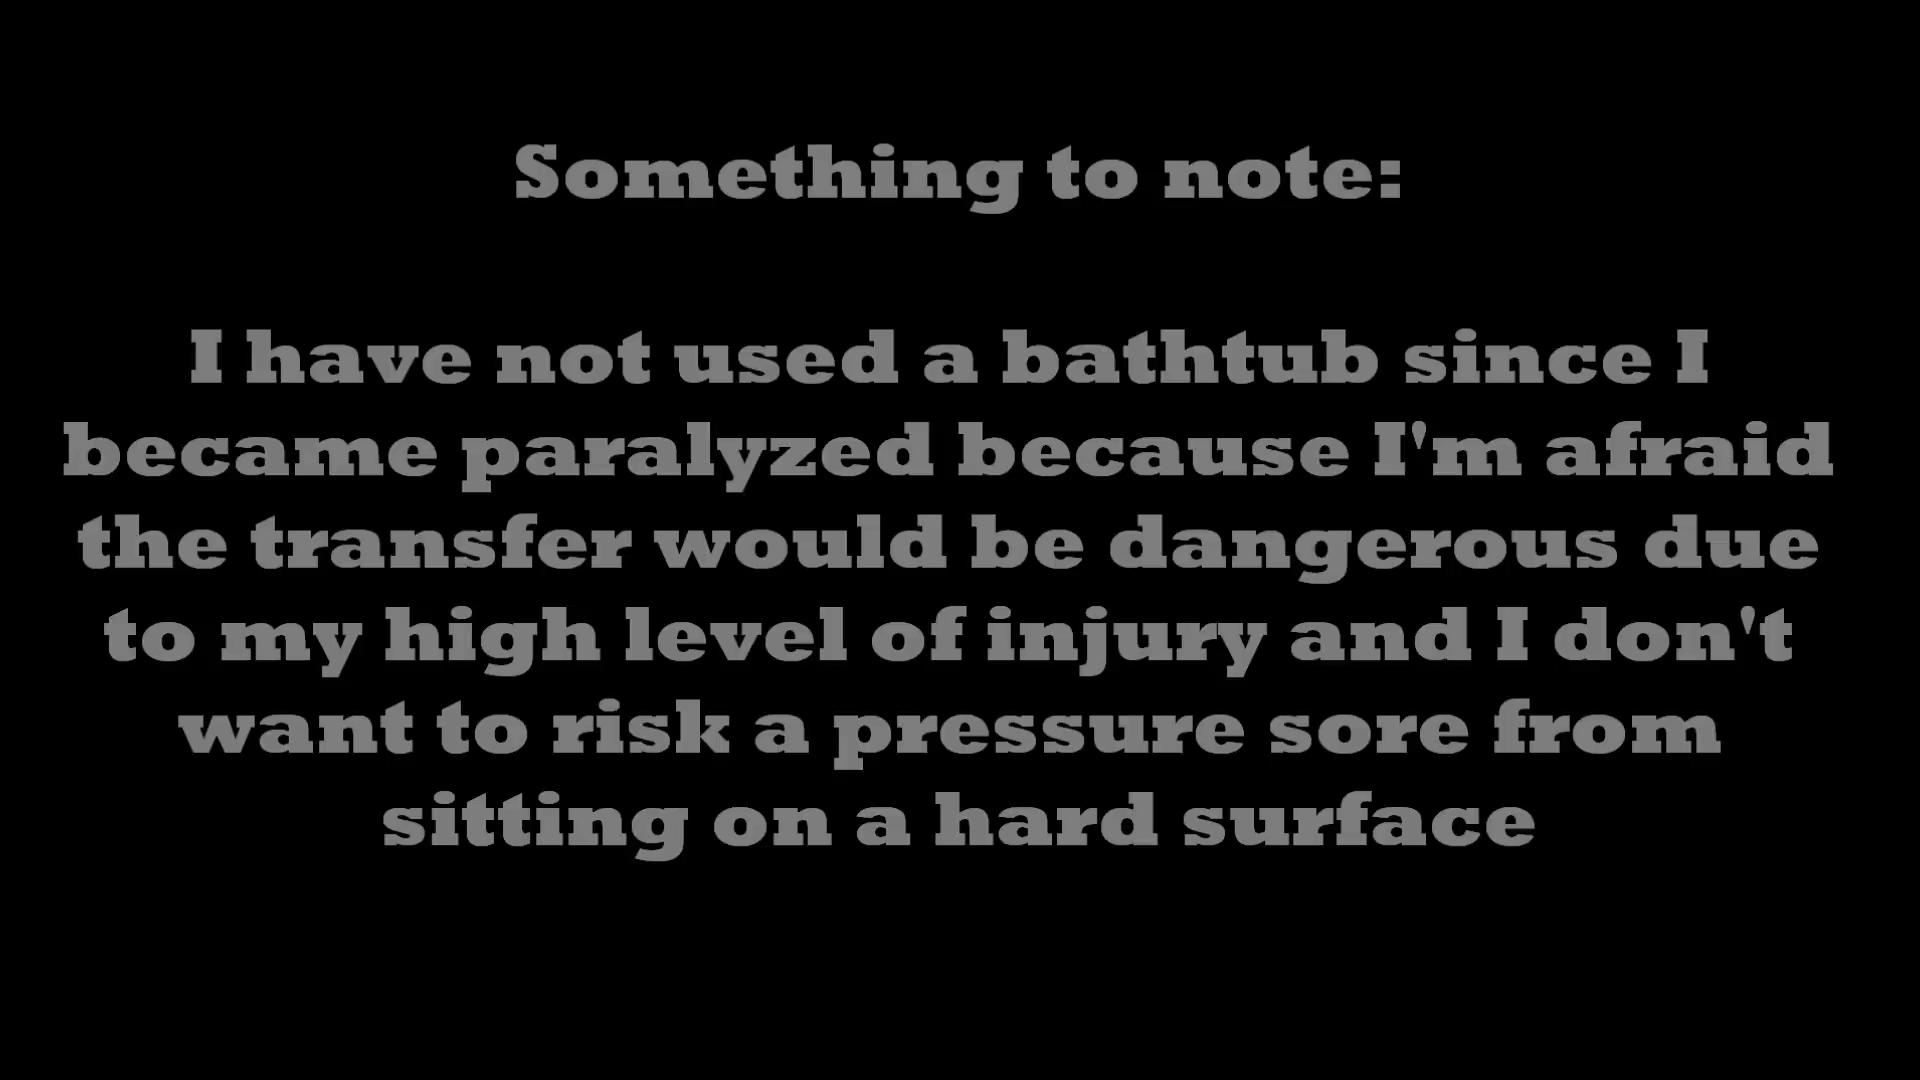 Something to note:
I have not used a bathtub since I
became paralyzed because I'm afraid
the transfer would be dangerous due
to my high level of injury and I don't
want to risk a pressure sore from
sitting on a hard surface